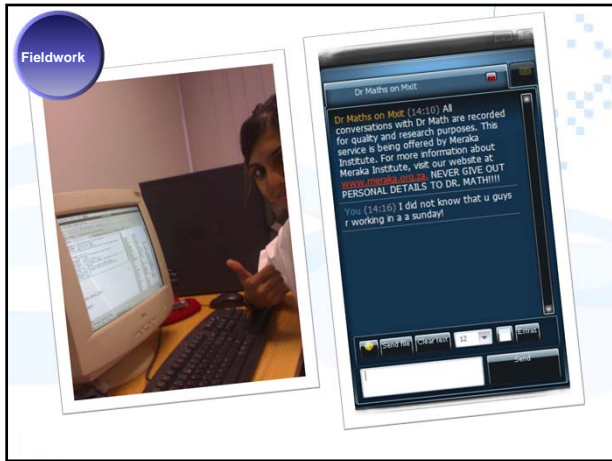 Fieldwork
Dr Maths on Mxit
Dr Maths on Mxit (14:10) All
conversations with Dr Math are recorded
for quality and research purposes. This
service is being offered by Meraka
Institute. For more information about
Meraka Institute, visit our website at
www.meraka.org.za. NEVER GIVE OUT
PERSONAL DETAILS TO DR. MATH!!!!
You (14:16) I did not know that u guys
r working in a a sunday!
Send file Clear text 12 Extras
Send